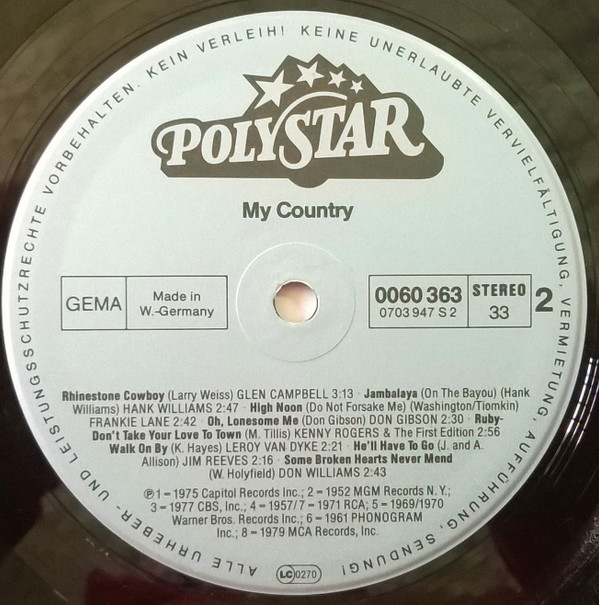 ALLE URHEBER- UND LEISTUNGSSCHUTZRECHTE VORBEHALTEN. KEIN VERLEIH! KEINE UNERLAUBTE VERVIELFÄLTIGUNG, VERMIETUNG, AUFFÜHRUNG, SENDUNG!
POLYSTAR
My Country
GEMA
Made in
W.-Germany
0060 363
0703 947 S 2
STEREO
33
2
Rhinestone Cowboy (Larry Weiss) GLEN CAMPBELL 3:13 · Jambalaya (On The Bayou) (Hank
Williams) HANK WILLIAMS 2:47 · High Noon (Do Not Forsake Me) (Washington/Tiomkin)
FRANKIE LANE 2:42 · Oh, Lonesome Me (Don Gibson) DON GIBSON 2:30 · Ruby-
Don't Take Your Love To Town (M. Tillis) KENNY ROGERS & The First Edition 2:56
Walk On By (K. Hayes) LEROY VAN DYKE 2:21 · He'll Have To Go (J. and A.
Allison) JIM REEVES 2:16 · Some Broken Hearts Never Mend
(W. Holyfield) DON WILLIAMS 2:43
℗ 1 = 1975 Capitol Records Inc.; 2 = 1952 MGM Records N. Y.;
3 = 1977 CBS, Inc.; 4 = 1957/7 = 1971 RCA; 5 = 1969/1970
Warner Bros. Records Inc.; 6 = 1961 PHONOGRAM
Inc.; 8 = 1979 MCA Records, Inc.
LC 0270